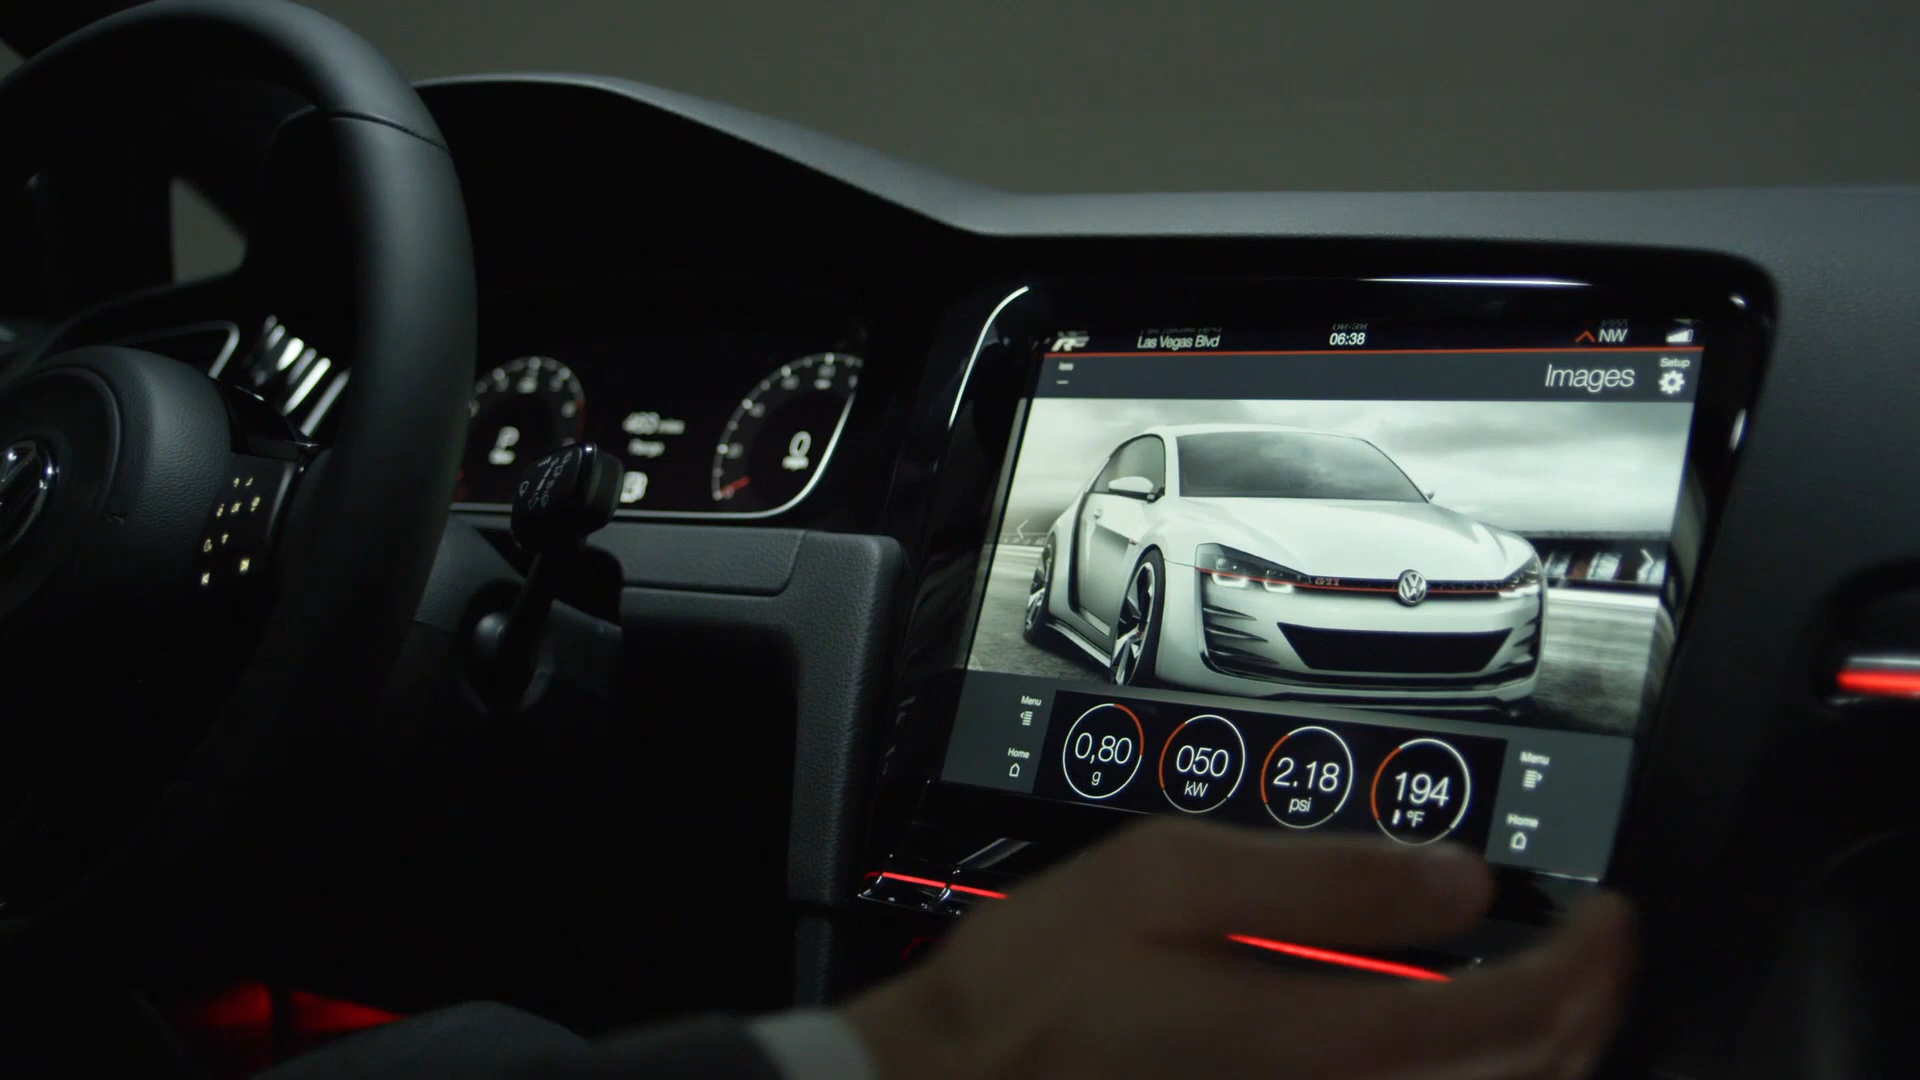 Las Vegas Blvd
06:38
NW
Images
Setup
GTI
Menu
Home
0,80
g
050
kW
2.18
psi
194
°F
Menu
Home
P
0